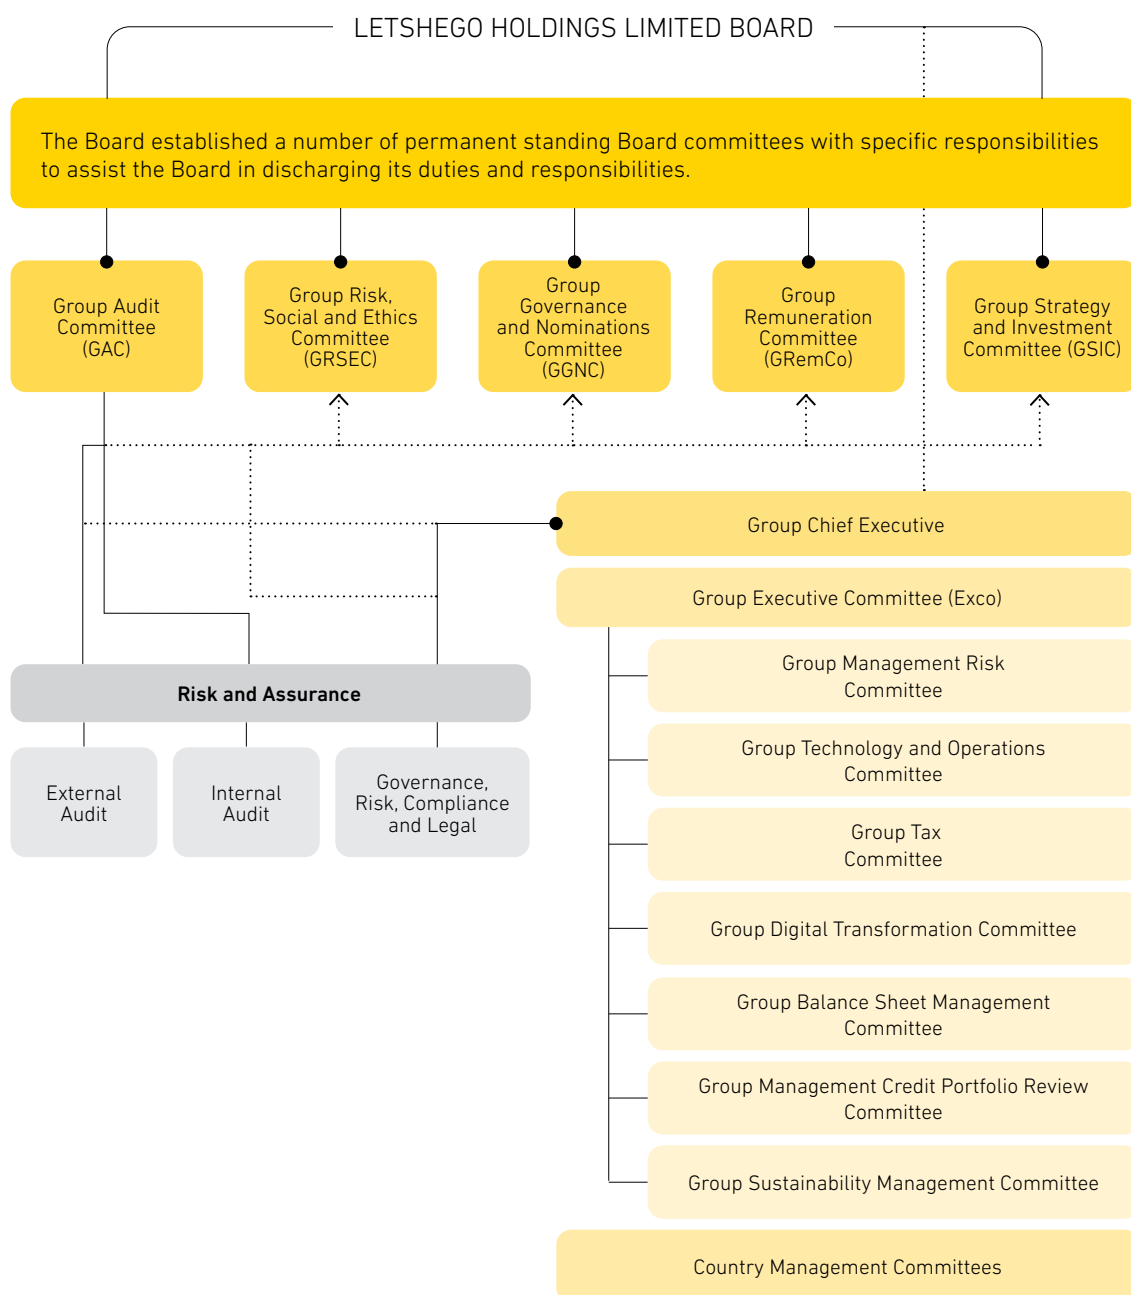 LETSHEGO HOLDINGS LIMITED BOARD
The Board established a number of permanent standing Board committees with specific responsibilities
to assist the Board in discharging its duties and responsibilities.
Group Audit
Committee
(GAC)
Group Risk,
Social and Ethics
Committee
(GRSEC)
Group
Governance
and Nominations
Committee
(GGNC)
Group
Remuneration
Committee
(GRemCo)
Group Strategy
and Investment
Committee (GSIC)
Group Chief Executive
Group Executive Committee (Exco)
Group Management Risk
Committee
Group Technology and Operations
Committee
Group Tax
Committee
Group Digital Transformation Committee
Group Balance Sheet Management
Committee
Group Management Credit Portfolio Review
Committee
Group Sustainability Management Committee
Country Management Committees
Risk and Assurance
External
Audit
Internal
Audit
Governance,
Risk, Compliance
and Legal